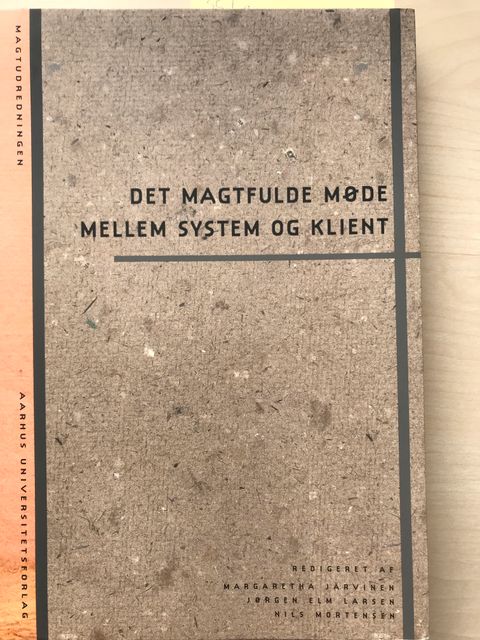 MAGTUDREDNINGEN
DET MAGTFULDE MØDE
MELLEM SYSTEM OG KLIENT
AARHUS UNIVERSITETSFORLAG
REDIGERET AF
MARGARETHA JÄRVINEN
JØRGEN ELM LARSEN
NILS MORTENSEN